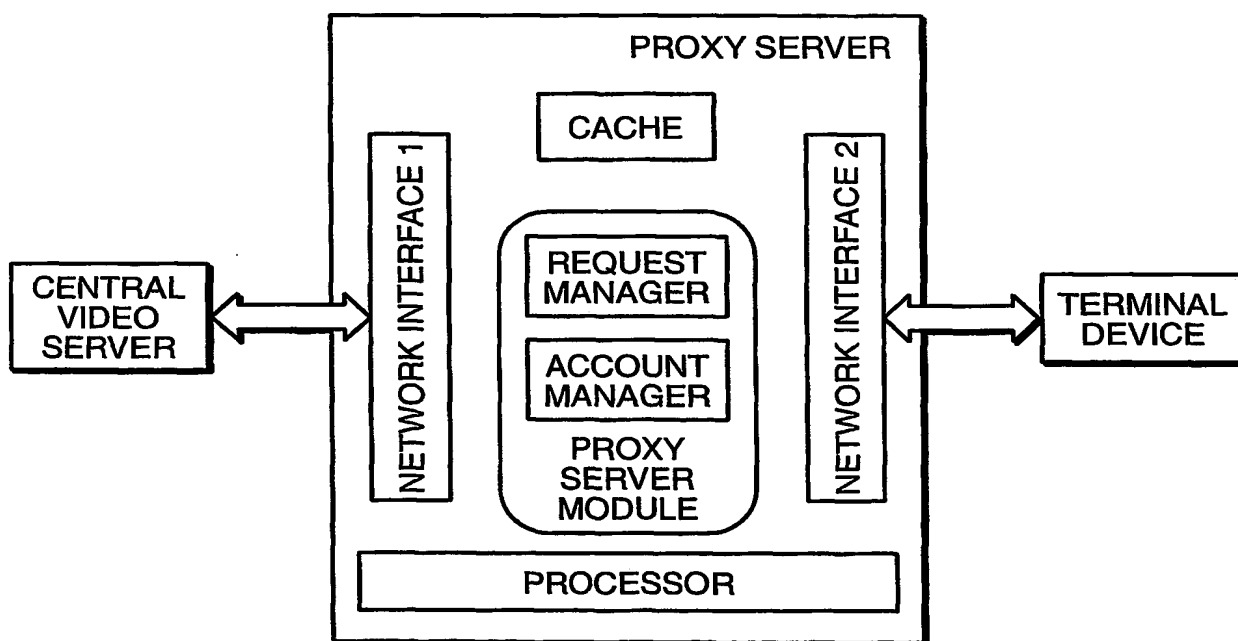 PROXY SERVER
CACHE
NETWORK INTERFACE 1
NETWORK INTERFACE 2
REQUEST
MANAGER
ACCOUNT
MANAGER
PROXY
SERVER
MODULE
CENTRAL
VIDEO
SERVER
TERMINAL
DEVICE
PROCESSOR